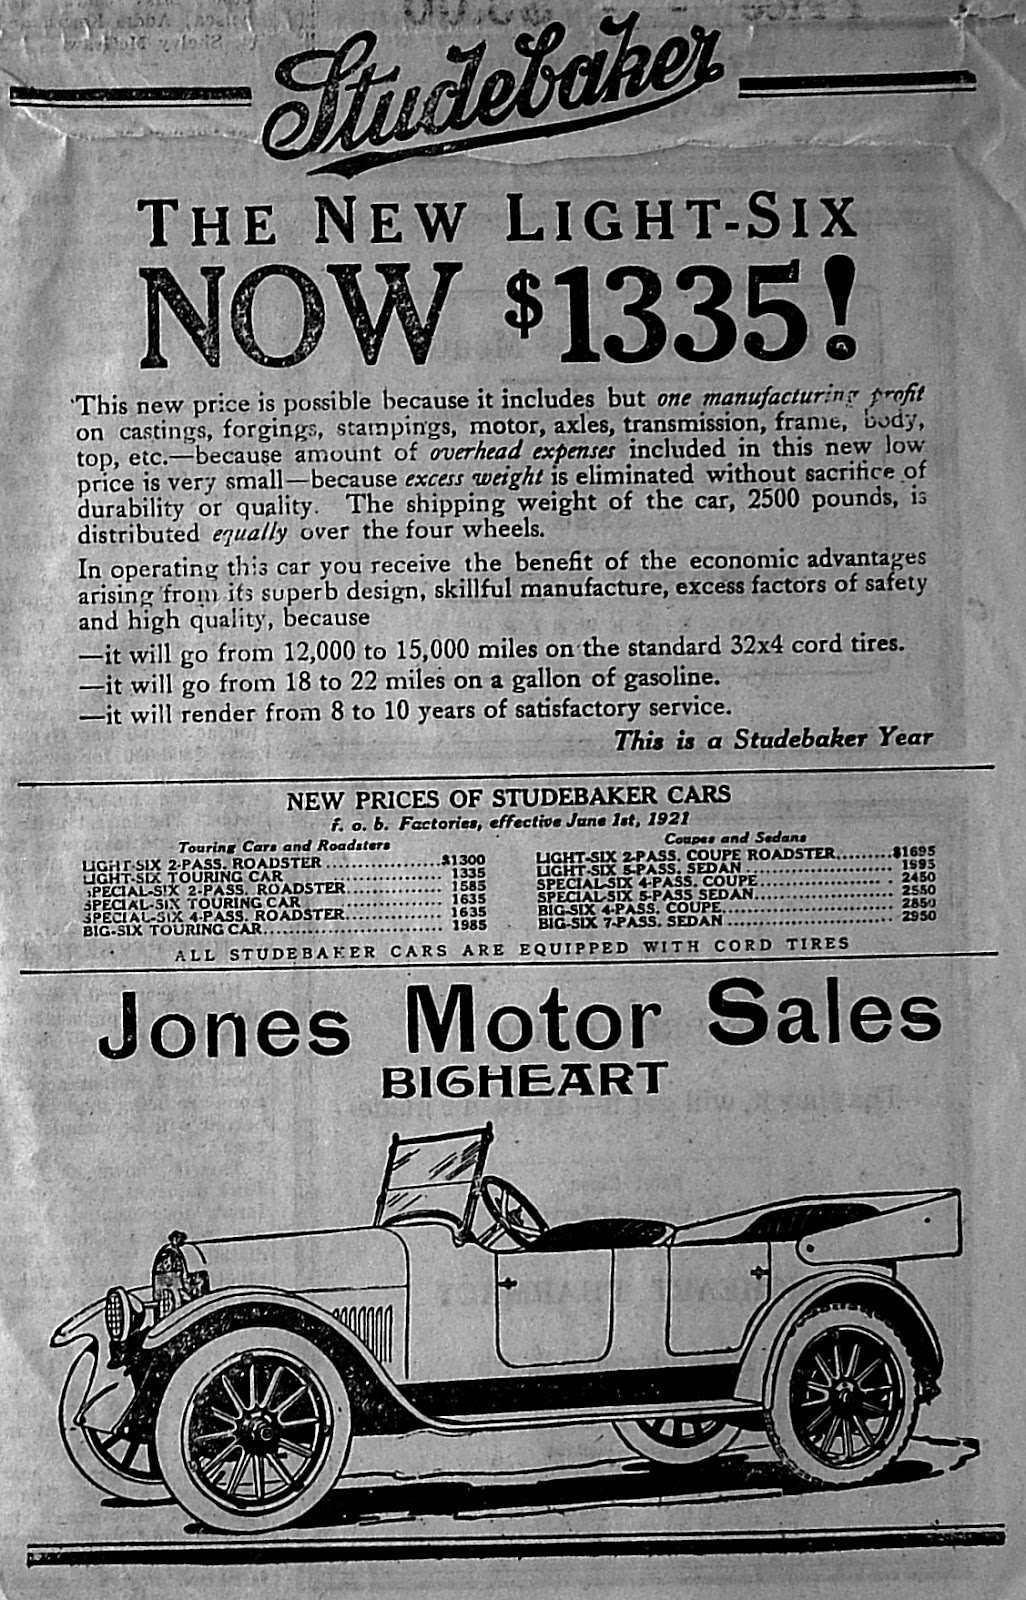 Studebaker
THE NEW LIGHT-SIX
NOW $1335!
This new price is possible because it includes but one manufacturing profit
on castings, forgings, stampings, motor, axles, transmission, frame, body,
top, etc.—because amount of overhead expenses included in this new low
price is very small—because excess weight is eliminated without sacrifice of
durability or quality. The shipping weight of the car, 2500 pounds, is
distributed equally over the four wheels.
In operating this car you receive the benefit of the economic advantages
arising from its superb design, skillful manufacture, excess factors of safety
and high quality, because
—it will go from 12,000 to 15,000 miles on the standard 32x4 cord tires.
—it will go from 18 to 22 miles on a gallon of gasoline.
—it will render from 8 to 10 years of satisfactory service.
This is a Studebaker Year
NEW PRICES OF STUDEBAKER CARS
f. o. b. Factories, effective June 1st, 1921
Touring Cars and Roadsters
LIGHT-SIX 2-PASS. ROADSTER ................. $1300
LIGHT-SIX TOURING CAR ................. 1335
SPECIAL-SIX 2-PASS. ROADSTER ................. 1585
SPECIAL-SIX TOURING CAR ................. 1635
SPECIAL-SIX 4-PASS. ROADSTER ................. 1635
BIG-SIX TOURING CAR ................. 1985
Coupes and Sedans
LIGHT-SIX 2-PASS. COUPE ROADSTER ......... $1695
LIGHT-SIX 5-PASS. SEDAN ................. 1995
SPECIAL-SIX 4-PASS. COUPE ................. 2450
SPECIAL-SIX 5-PASS. SEDAN ................. 2550
BIG-SIX 4-PASS. COUPE ................. 2850
BIG-SIX 7-PASS. SEDAN ................. 2950
ALL STUDEBAKER CARS ARE EQUIPPED WITH CORD TIRES
Jones Motor Sales
BIGHEART